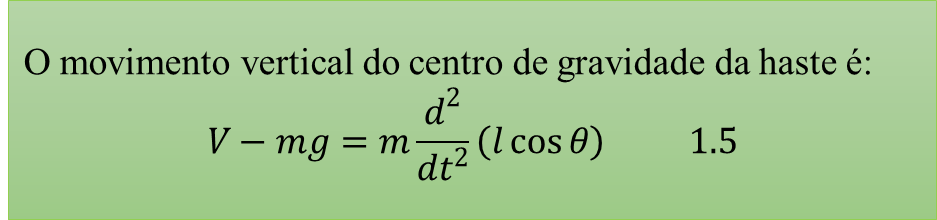 O movimento vertical do centro de gravidade da haste é:
V − mg = m d²/dt² (l cos θ) 1.5